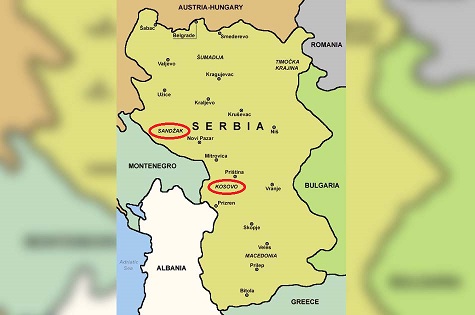 AUSTRIA-HUNGARY
Šabac
Belgrade
Smederevo
ROMANIA
ŠUMADIJA
TIMOČKA
KRAJINA
Valjevo
Kragujevac
Užice
Kraljevo
Kruševac
SANDŽAK
SERBIA
Niš
Novi Pazar
Mitrovica
MONTENEGRO
Priština
KOSOVO
Vranje
BULGARIA
Prizren
Skopje
Veles
Adriatic
Sea
MACEDONIA
ALBANIA
Prilep
Bitola
GREECE